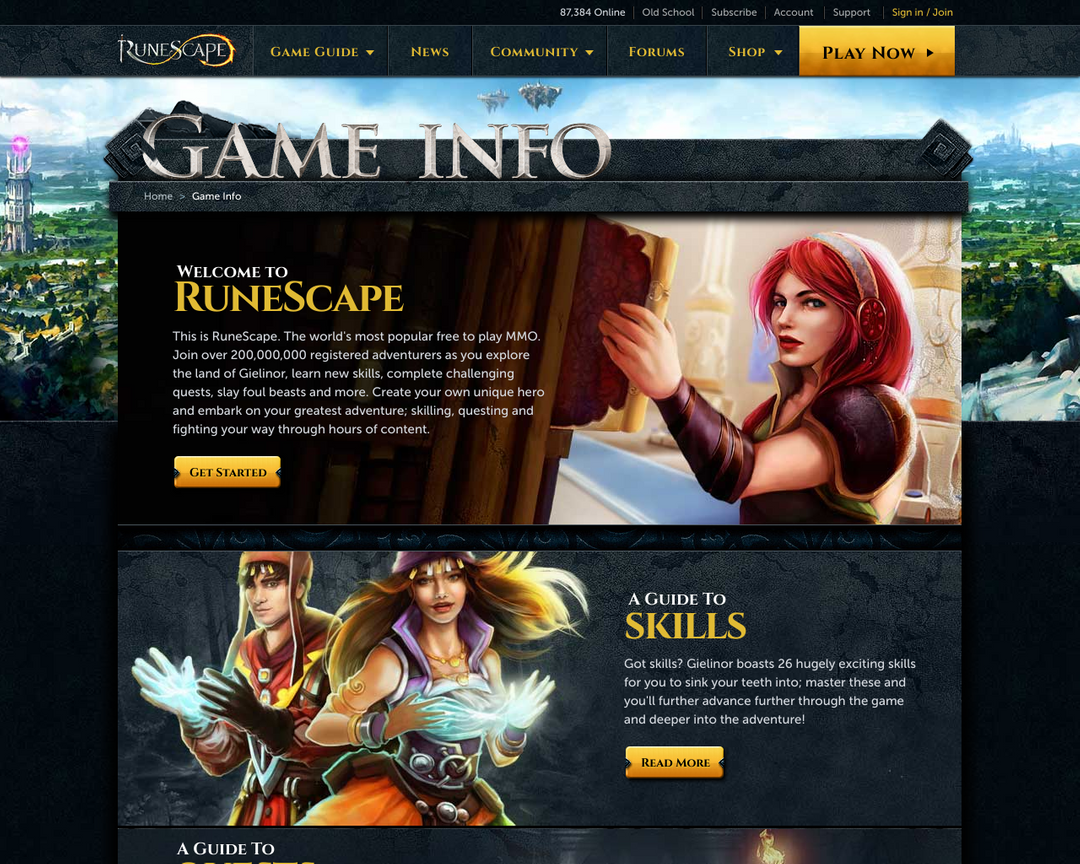 87,384 Online Old School Subscribe Account Support Sign in / Join
RuneScape Game Guide News Community Forums Shop Play Now
Game Info
Home > Game Info
Welcome to
RuneScape
This is RuneScape. The world's most popular free to play MMO.
Join over 200,000,000 registered adventurers as you explore
the land of Gielinor, learn new skills, complete challenging
quests, slay foul beasts and more. Create your own unique hero
and embark on your greatest adventure; skilling, questing and
fighting your way through hours of content.
Get Started
A Guide To
SKILLS
Got skills? Gielinor boasts 26 hugely exciting skills
for you to sink your teeth into; master these and
you'll further advance further through the game
and deeper into the adventure!
Read More
A Guide To